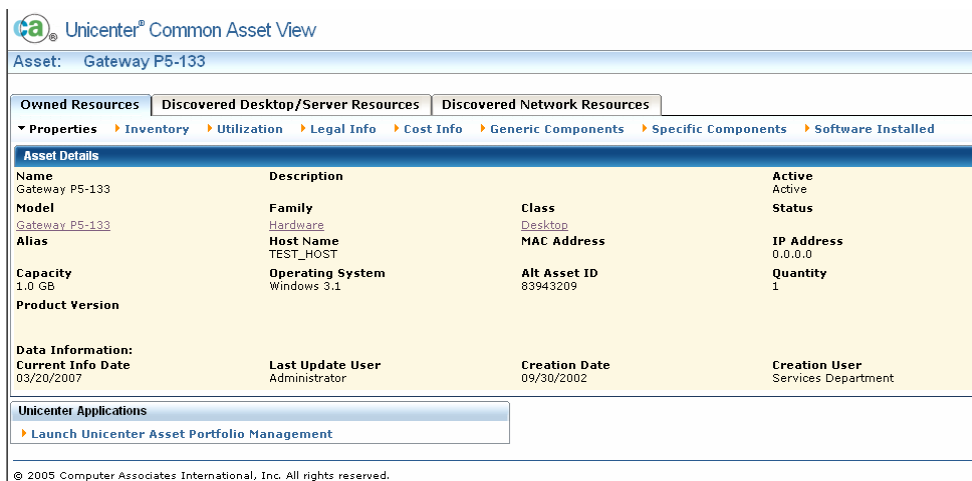 ca® Unicenter® Common Asset View
Asset: Gateway P5-133
Owned Resources Discovered Desktop/Server Resources Discovered Network Resources
Properties Inventory Utilization Legal Info Cost Info Generic Components Specific Components Software Installed
Asset Details
Name Description Active
Gateway P5-133 Active
Model Family Class Status
Gateway P5-133 Hardware Desktop
Alias Host Name MAC Address IP Address
TEST_HOST 0.0.0.0
Capacity Operating System Alt Asset ID Quantity
1.0 GB Windows 3.1 83943209 1
Product Version
Data Information:
Current Info Date Last Update User Creation Date Creation User
03/20/2007 Administrator 09/30/2002 Services Department
Unicenter Applications
Launch Unicenter Asset Portfolio Management
© 2005 Computer Associates International, Inc. All rights reserved.